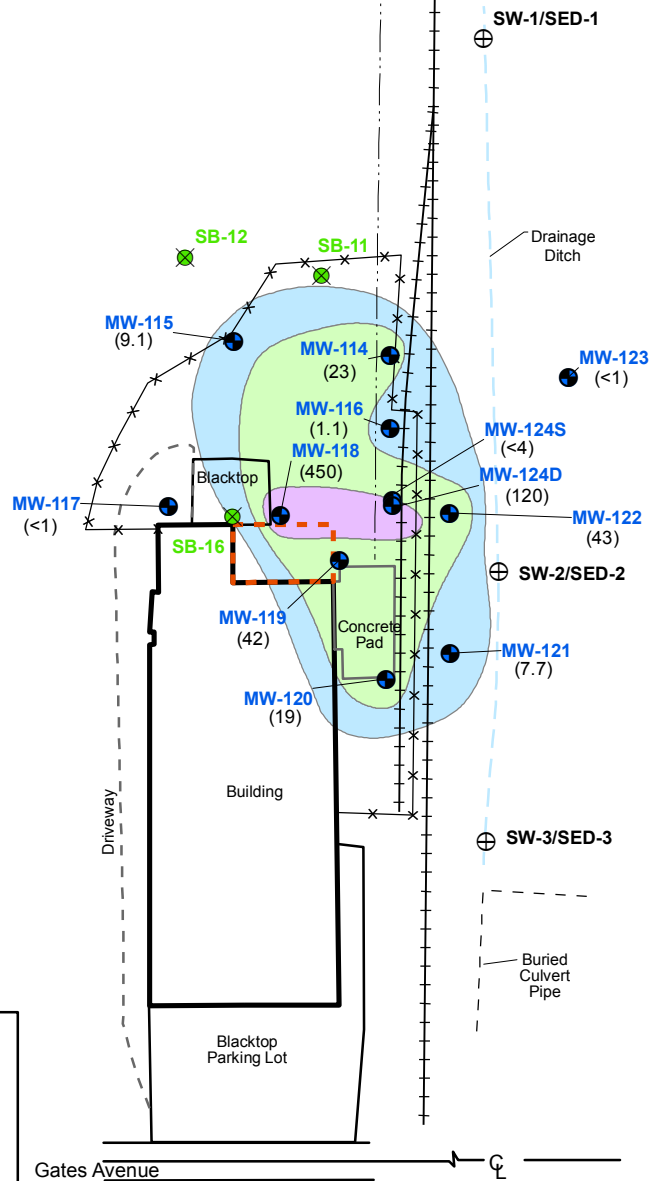 SW-1/SED-1
SB-12
SB-11
Drainage
Ditch
MW-115
(9.1)
MW-114
(23)
MW-123
(<1)
MW-116
(1.1)
MW-124S
(<4)
MW-118
(450)
MW-124D
(120)
Blacktop
MW-117
(<1)
MW-122
(43)
SB-16
SW-2/SED-2
MW-119
(42)
Concrete
Pad
MW-121
(7.7)
MW-120
(19)
Building
Driveway
SW-3/SED-3
Buried
Culvert
Pipe
Blacktop
Parking Lot
Gates Avenue
CL